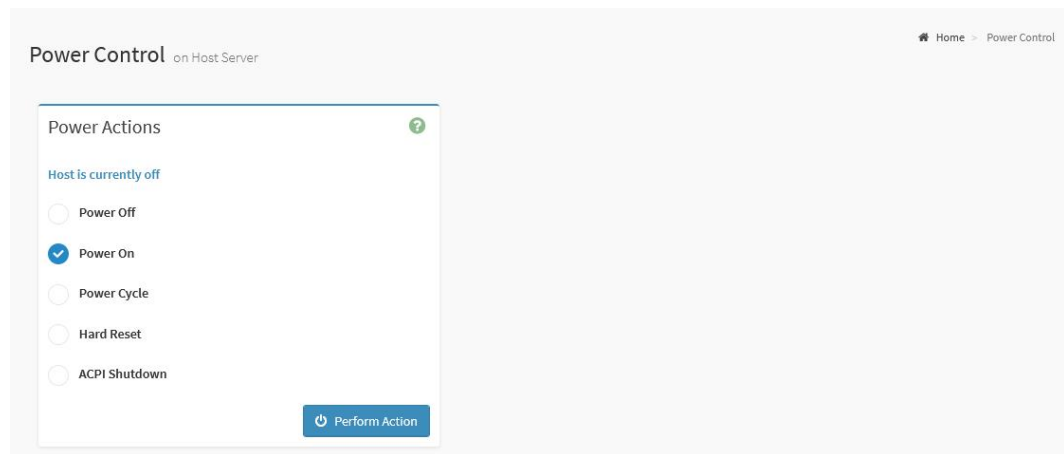 Home > Power Control
Power Control on Host Server
Power Actions
?
Host is currently off
Power Off
Power On
Power Cycle
Hard Reset
ACPI Shutdown
Perform Action